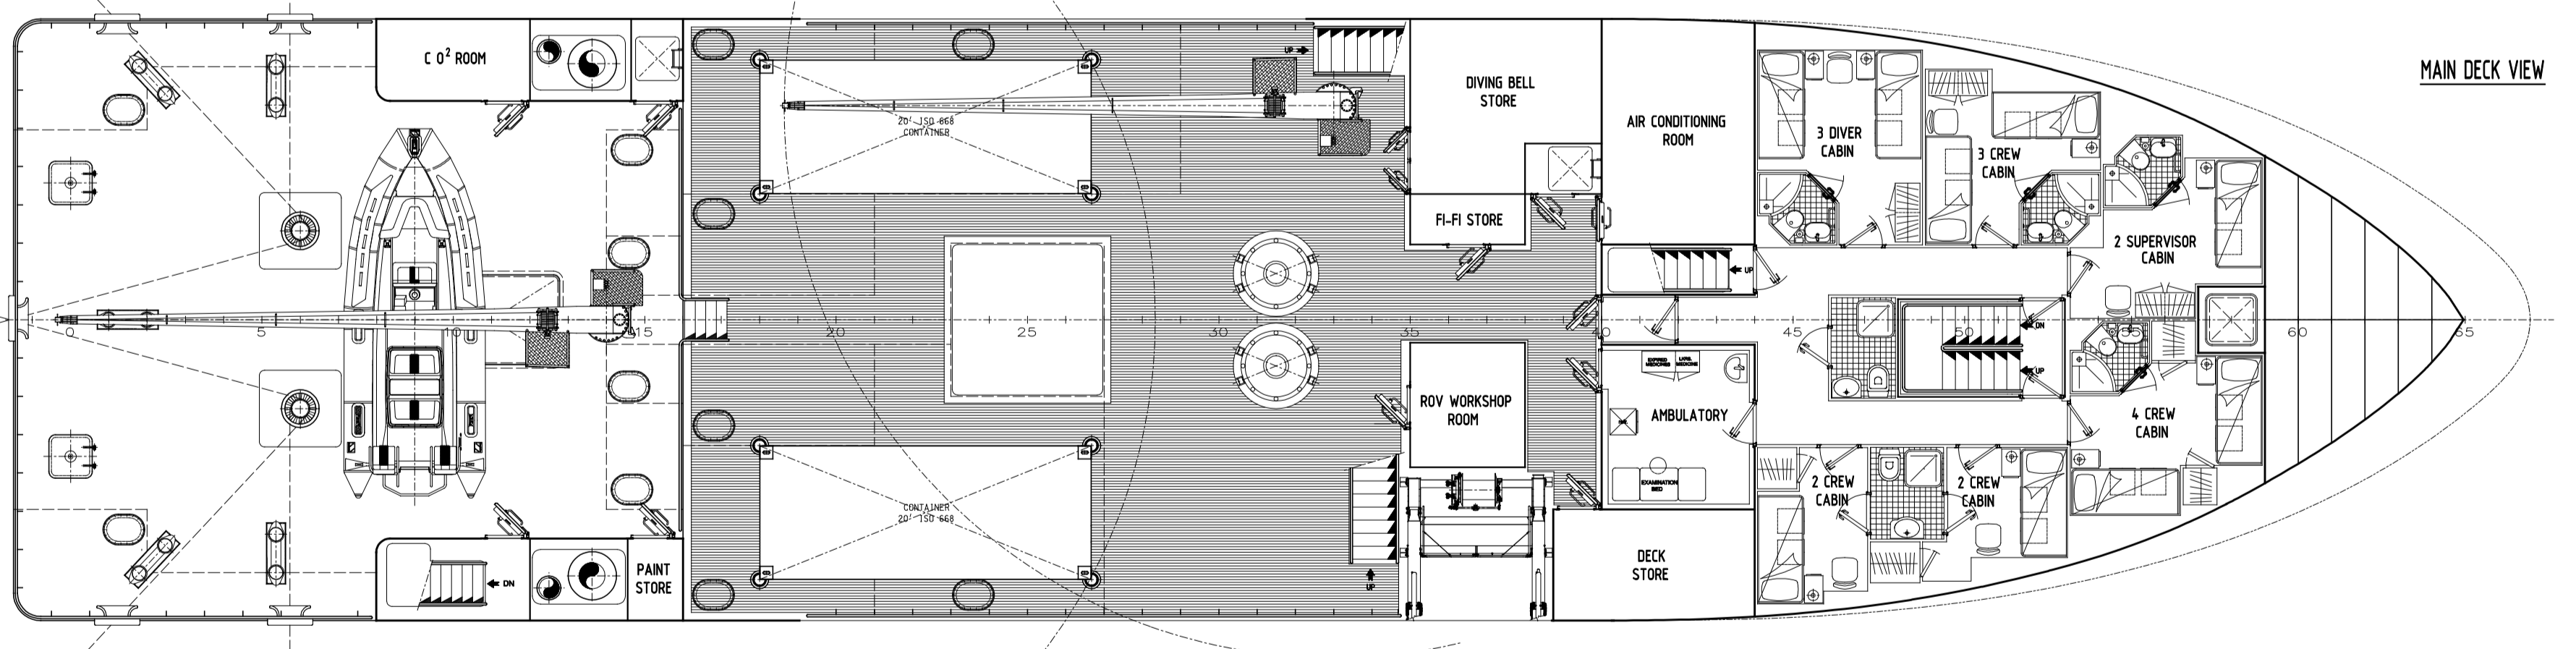 MAIN DECK VIEW
C O² ROOM
UP
DIVING BELL
STORE
AIR CONDITIONING
ROOM
3 DIVER
CABIN
3 CREW
CABIN
20' ISO 668
CONTAINER
FI-FI STORE
2 SUPERVISOR
CABIN
UP
0 5 10 15 20 25 30 35 40 45 50 55 60 65
DN
UP
EXPIRED
MEDICINES
ROV WORKSHOP
ROOM
AMBULATORY
4 CREW
CABIN
EXAMINATION
BED
2 CREW
CABIN
2 CREW
CABIN
CONTAINER
20' ISO 668
DN
PAINT
STORE
UP
DECK
STORE